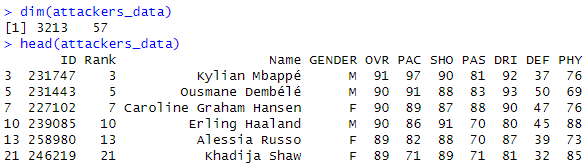 > dim(attackers_data)
[1] 3213   57
> head(attackers_data)
       ID Rank                   Name GENDER OVR PAC SHO PAS DRI DEF PHY
3  231747    3          Kylian Mbappé      M  91  97  90  81  92  37  76
5  231443    5        Ousmane Dembélé      M  90  91  88  83  93  50  69
7  227102    7 Caroline Graham Hansen      F  90  89  87  88  90  47  76
10 239085   10         Erling Haaland      M  90  86  91  70  80  45  88
13 258980   13          Alessia Russo      F  89  82  88  70  87  39  73
21 246219   21           Khadija Shaw      F  89  71  89  71  81  32  85